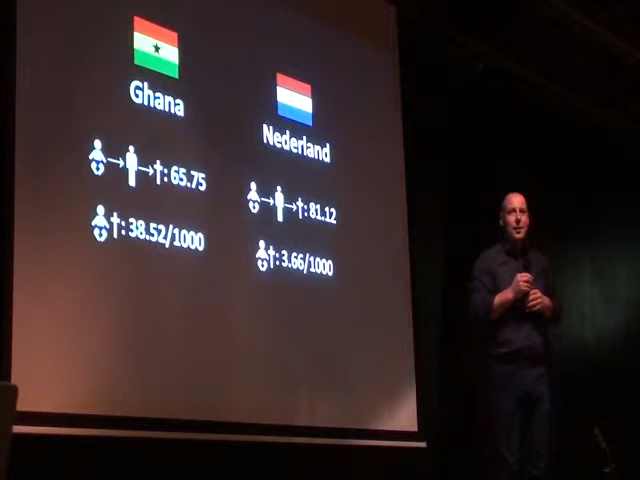 Ghana
†: 65.75
†: 38.52/1000
Nederland
†: 81.12
†: 3.66/1000